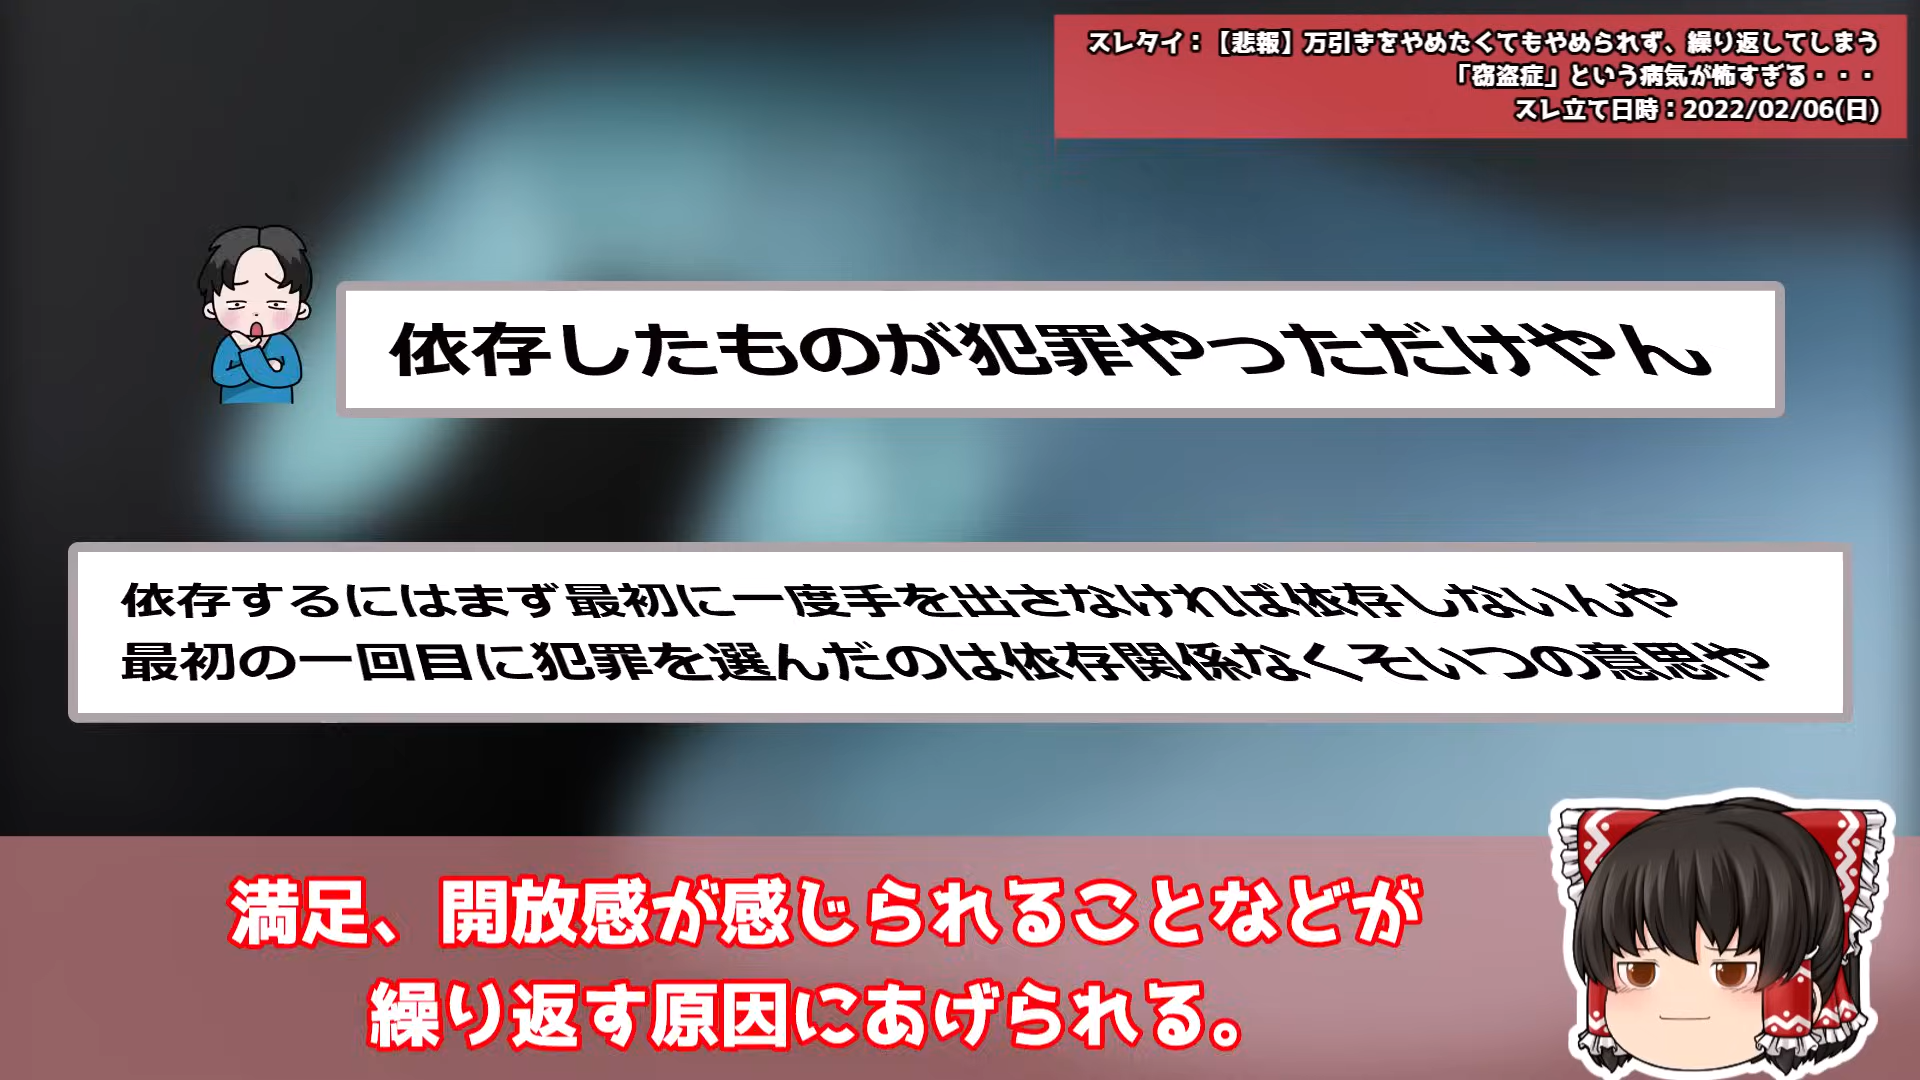 スレタイ：【悲報】万引きをやめたくてもやめられず、繰り返してしまう
「窃盗症」という病気が怖すぎる・・・
スレ立て日時：2022/02/06(日)
依存したものが犯罪やっただけやん
依存するにはまず最初に一度手を出さなければ依存しないんや
最初の一回目に犯罪を選んだのは依存関係なくそいつの意思や
満足、開放感が感じられることなどが
繰り返す原因にあげられる。